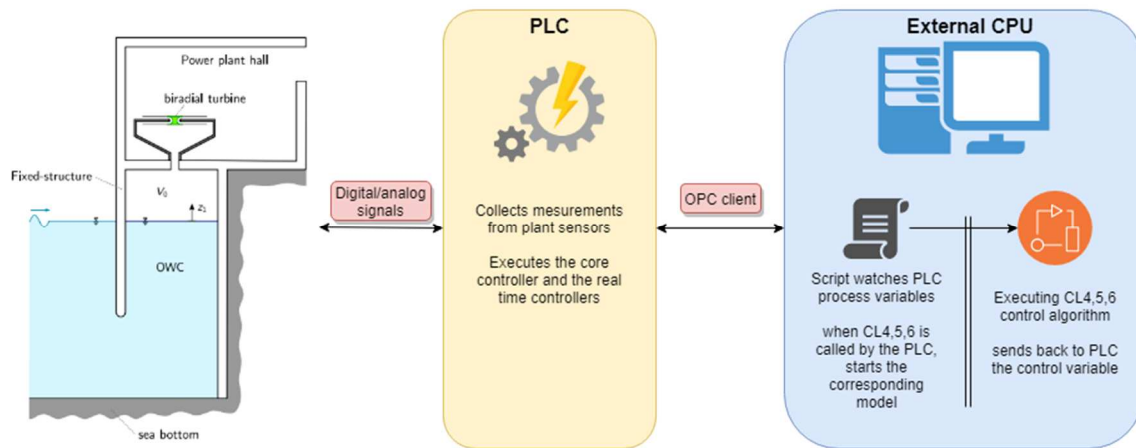 Power plant hall
biradial turbine
Fixed-structure
V₀
z₁
OWC
sea bottom
Digital/analog
signals
PLC
Collects mesurements
from plant sensors
Executes the core
controller and the real
time controllers
OPC client
External CPU
Script watches PLC
process variables
when CL4,5,6 is
called by the PLC,
starts the
corresponding
model
Executing CL4,5,6
control algorithm
sends back to PLC
the control variable